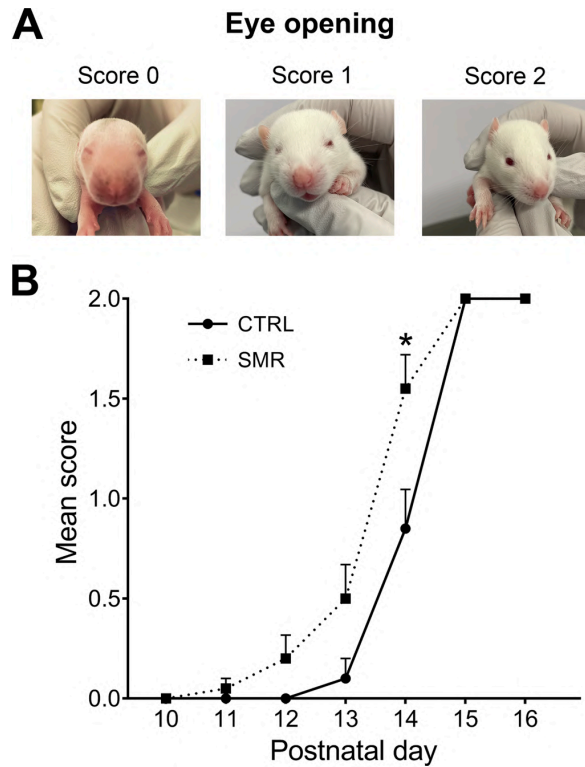 A
Eye opening
Score 0
Score 1
Score 2
B
2.0
CTRL
*
SMR
1.5
1.0
Mean score
0.5
0.0
10 11 12 13 14 15 16
Postnatal day